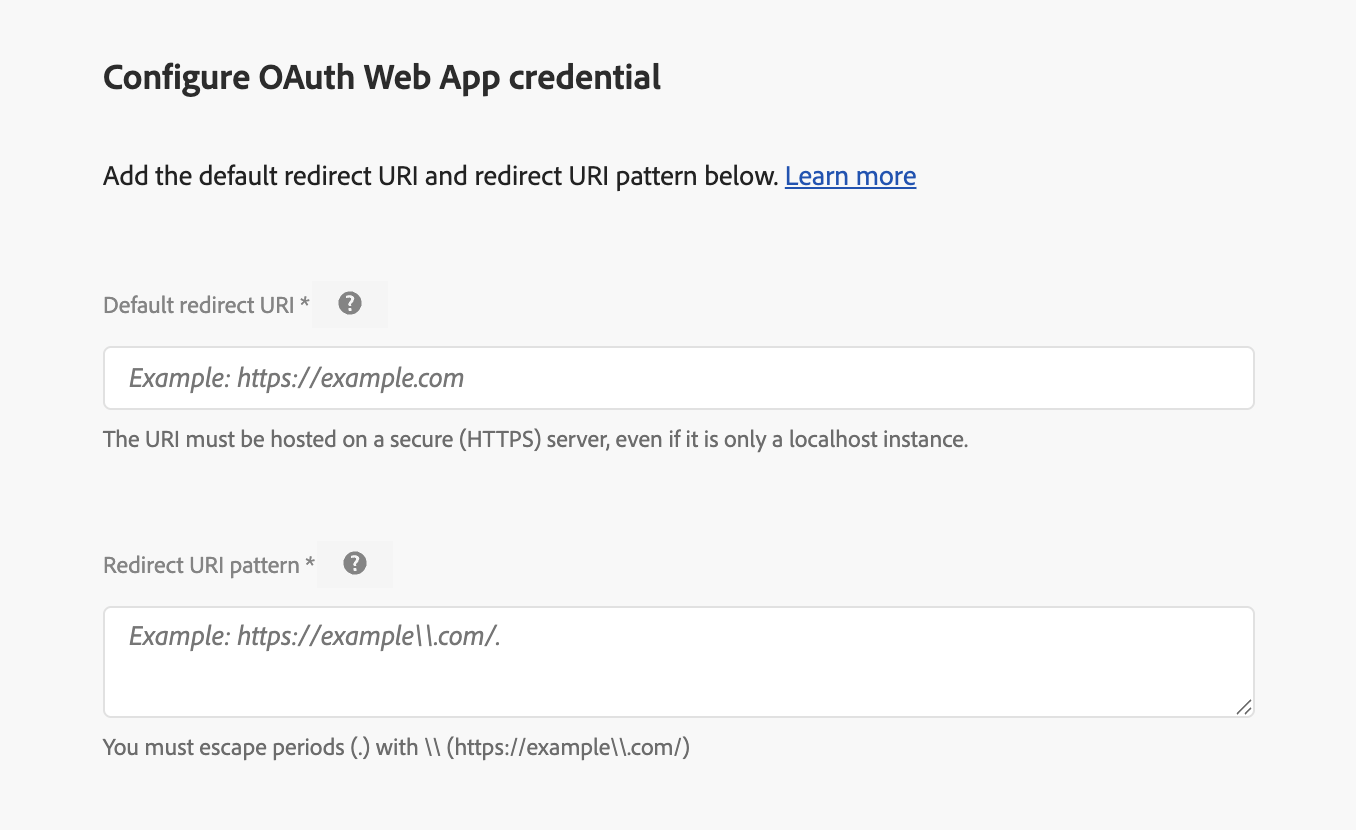 Configure OAuth Web App credential
Add the default redirect URI and redirect URI pattern below. Learn more
Default redirect URI * ?
Example: https://example.com
The URI must be hosted on a secure (HTTPS) server, even if it is only a localhost instance.
Redirect URI pattern * ?
Example: https://example\\.com/.
You must escape periods (.) with \\ (https://example\\.com/)